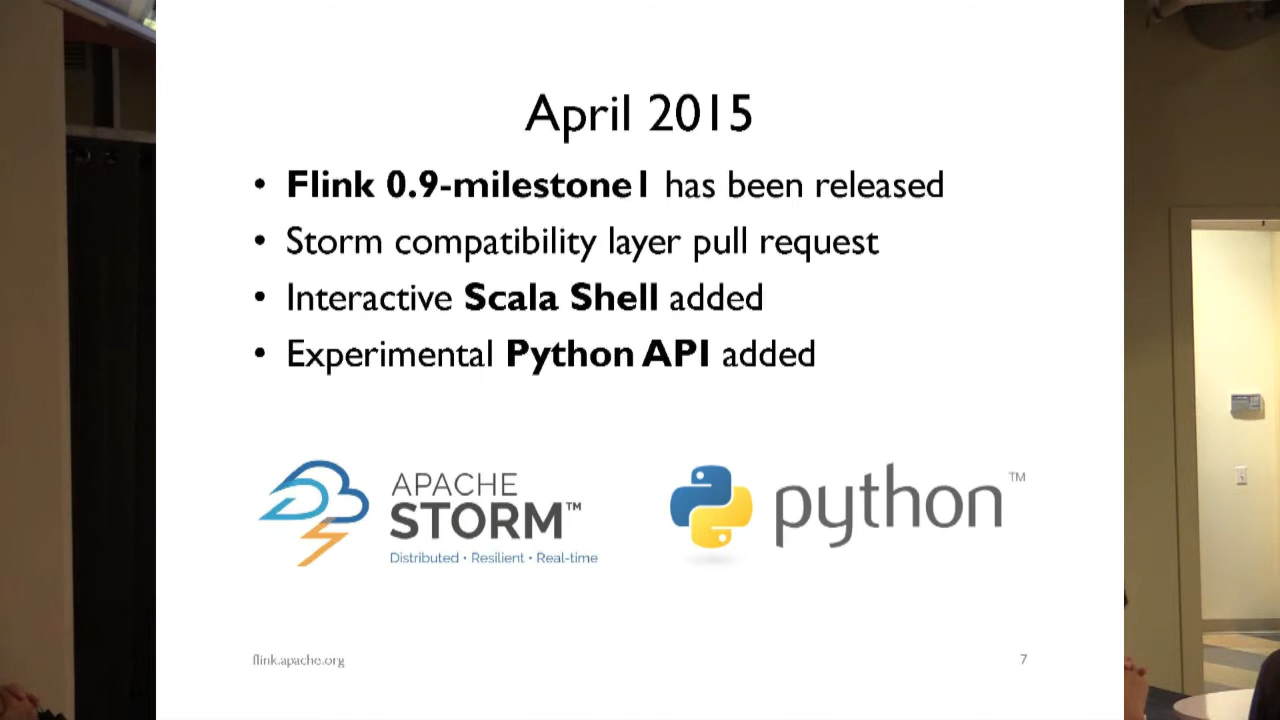 April 2015
• Flink 0.9-milestone1 has been released
• Storm compatibility layer pull request
• Interactive Scala Shell added
• Experimental Python API added
APACHE
STORM™
Distributed • Resilient • Real-time
python™
flink.apache.org
7